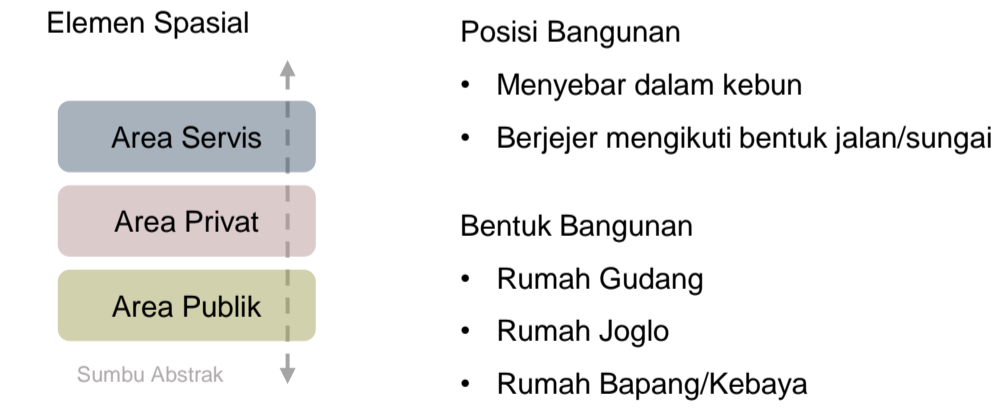 Elemen Spasial
Area Servis
Area Privat
Area Publik
Sumbu Abstrak
Posisi Bangunan
• Menyebar dalam kebun
• Berjejer mengikuti bentuk jalan/sungai
Bentuk Bangunan
• Rumah Gudang
• Rumah Joglo
• Rumah Bapang/Kebaya